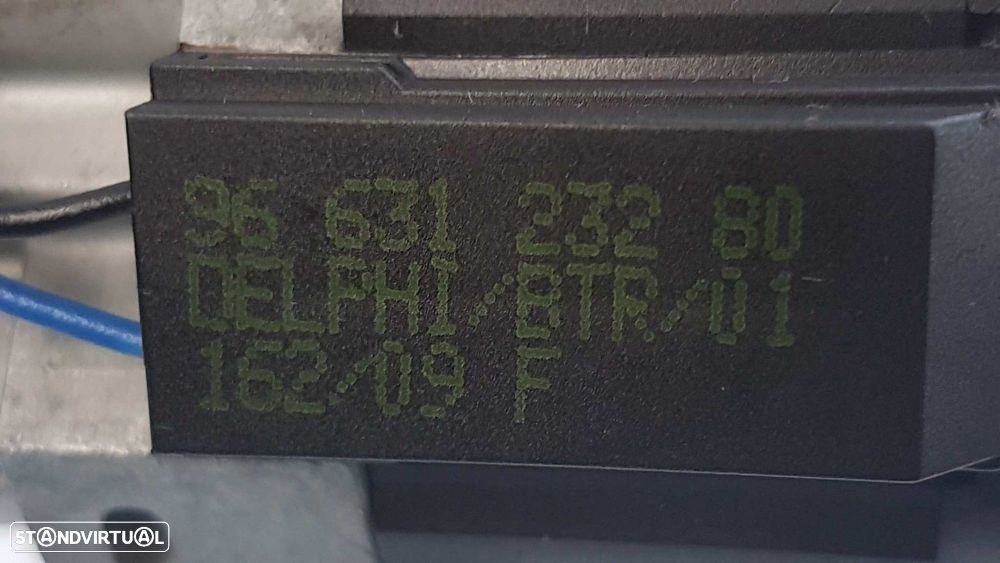 96 631 232 80
DELPHI/BTR/01
162/09 F
STANDVIRTUAL